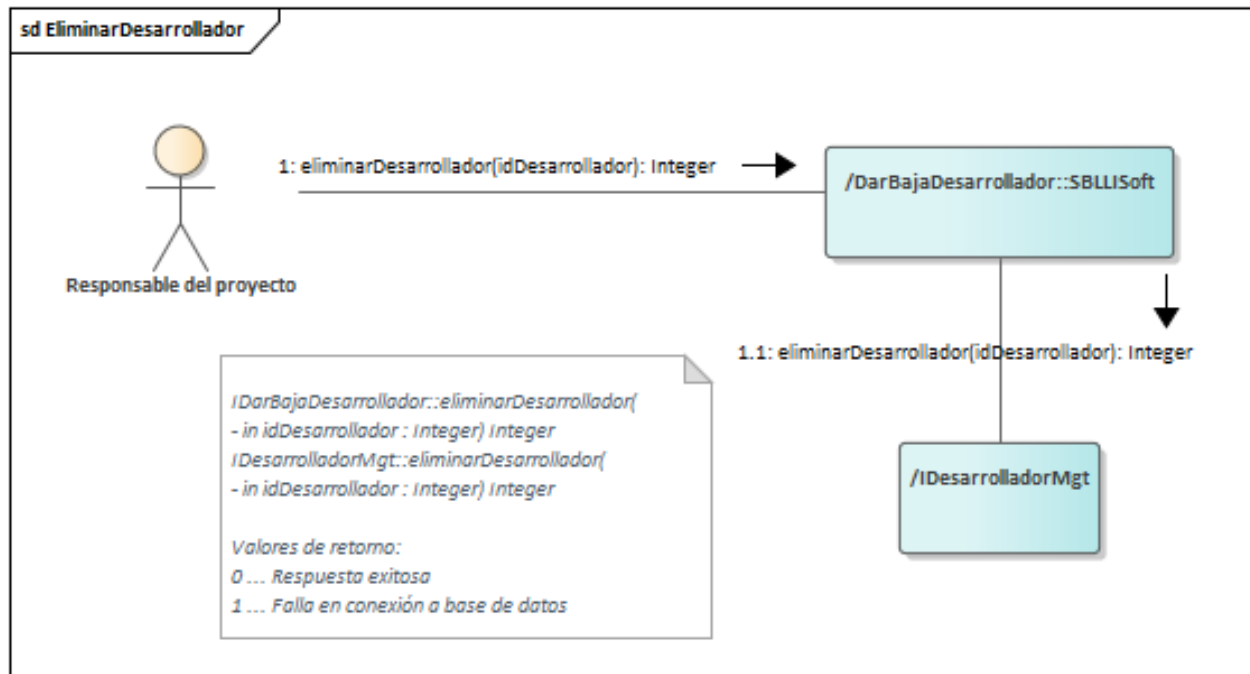 sd EliminarDesarrollador
1: eliminarDesarrollador(idDesarrollador): Integer
/DarBajaDesarrollador::SBLLISoft
Responsable del proyecto
1.1: eliminarDesarrollador(idDesarrollador): Integer
IDarBajaDesarrollador::eliminarDesarrollador(
- in idDesarrollador : Integer) Integer
IDesarrolladorMgt::eliminarDesarrollador(
- in idDesarrollador : Integer) Integer
Valores de retorno:
0 ... Respuesta exitosa
1 ... Falla en conexión a base de datos
/IDesarrolladorMgt